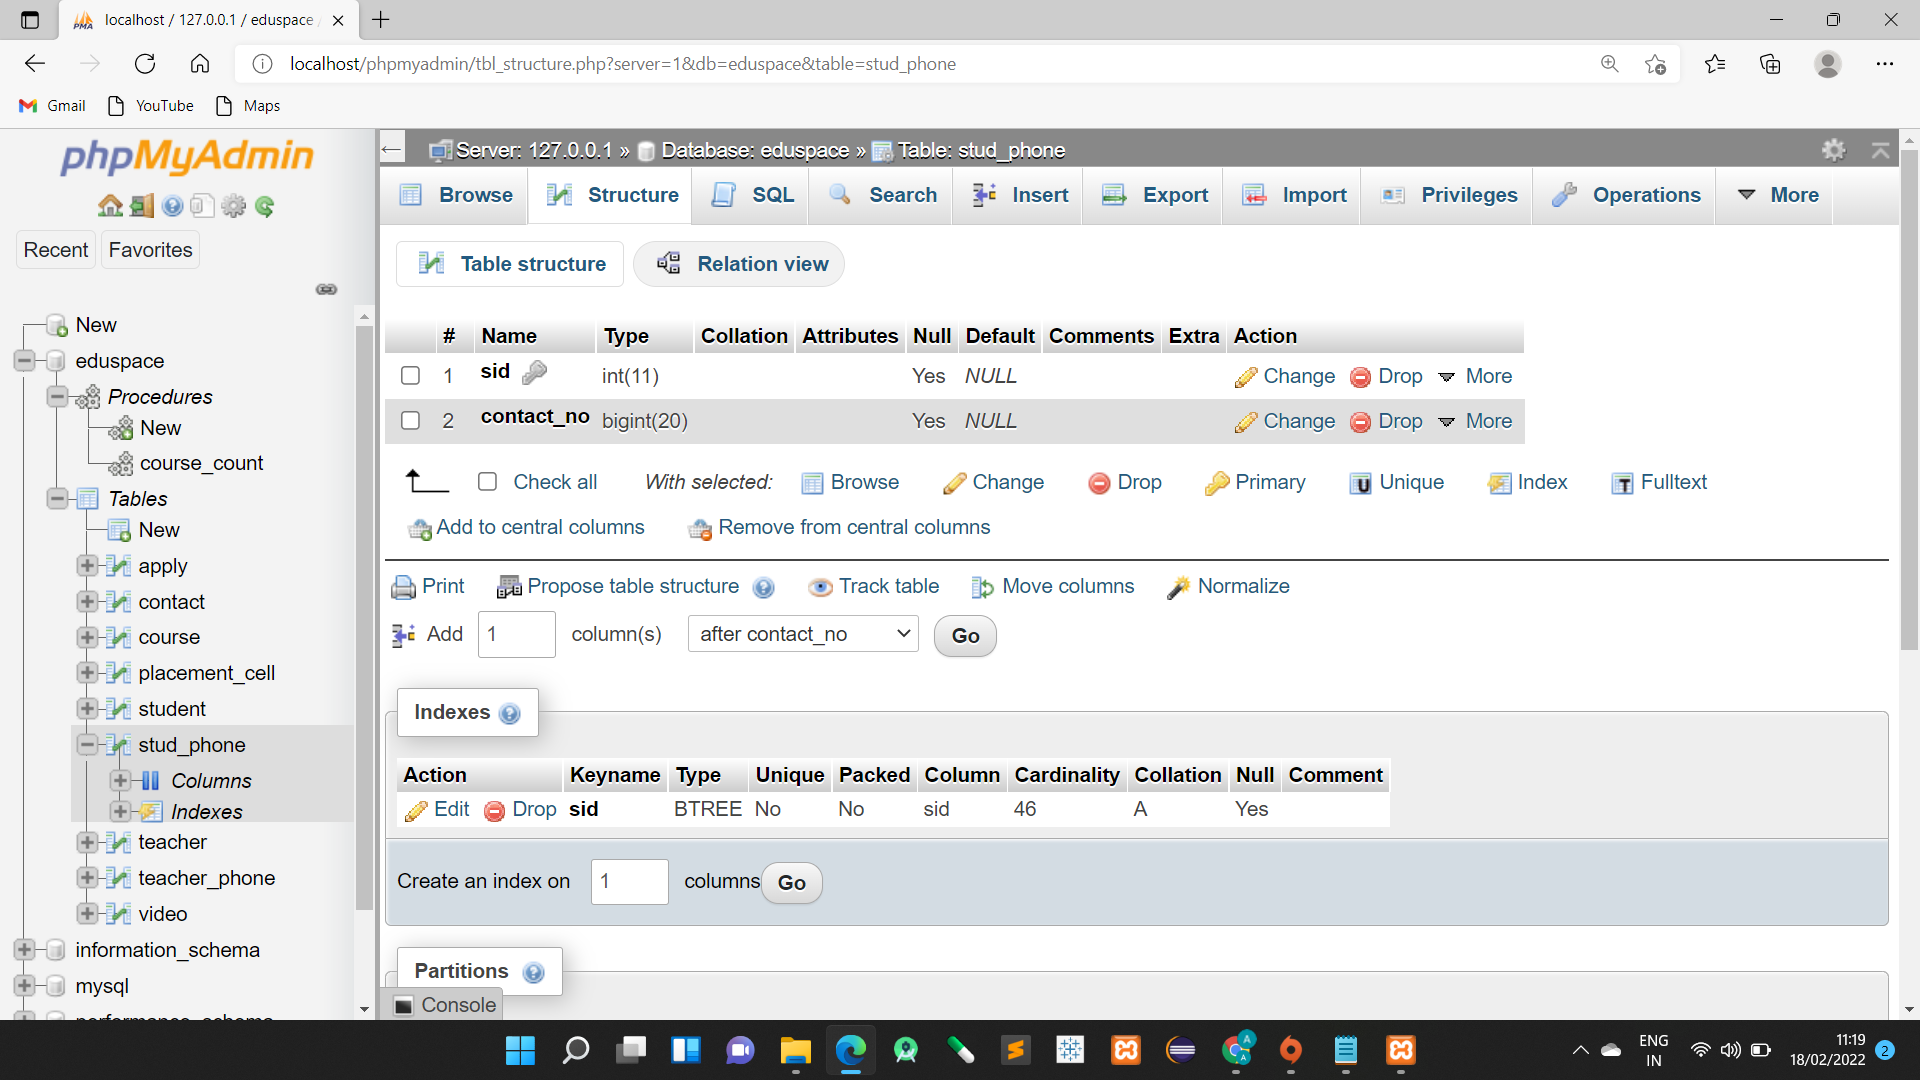 localhost / 127.0.0.1 / eduspace /
localhost/phpmyadmin/tbl_structure.php?server=1&db=eduspace&table=stud_phone
Gmail YouTube Maps
phpMyAdmin
Recent Favorites
New
eduspace
Procedures
New
course_count
Tables
New
apply
contact
course
placement_cell
student
stud_phone
Columns
Indexes
teacher
teacher_phone
video
information_schema
mysql
performance_schema
Server: 127.0.0.1 » Database: eduspace » Table: stud_phone
Browse Structure SQL Search Insert Export Import Privileges Operations More
Table structure Relation view
# Name Type Collation Attributes Null Default Comments Extra Action
1 sid int(11) Yes NULL Change Drop More
2 contact_no bigint(20) Yes NULL Change Drop More
Check all With selected: Browse Change Drop Primary Unique Index Fulltext
Add to central columns Remove from central columns
Print Propose table structure Track table Move columns Normalize
Add 1 column(s) after contact_no Go
Indexes
Action Keyname Type Unique Packed Column Cardinality Collation Null Comment
Edit Drop sid BTREE No No sid 46 A Yes
Create an index on 1 columns Go
Partitions
Console
ENG
IN
11:19
18/02/2022
2